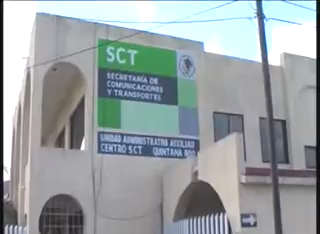 SCT
SECRETARÍA DE
COMUNICACIONES
Y TRANSPORTES
UNIDAD ADMINISTRATIVA AUXILIAR
CENTRO SCT QUINTANA ROO